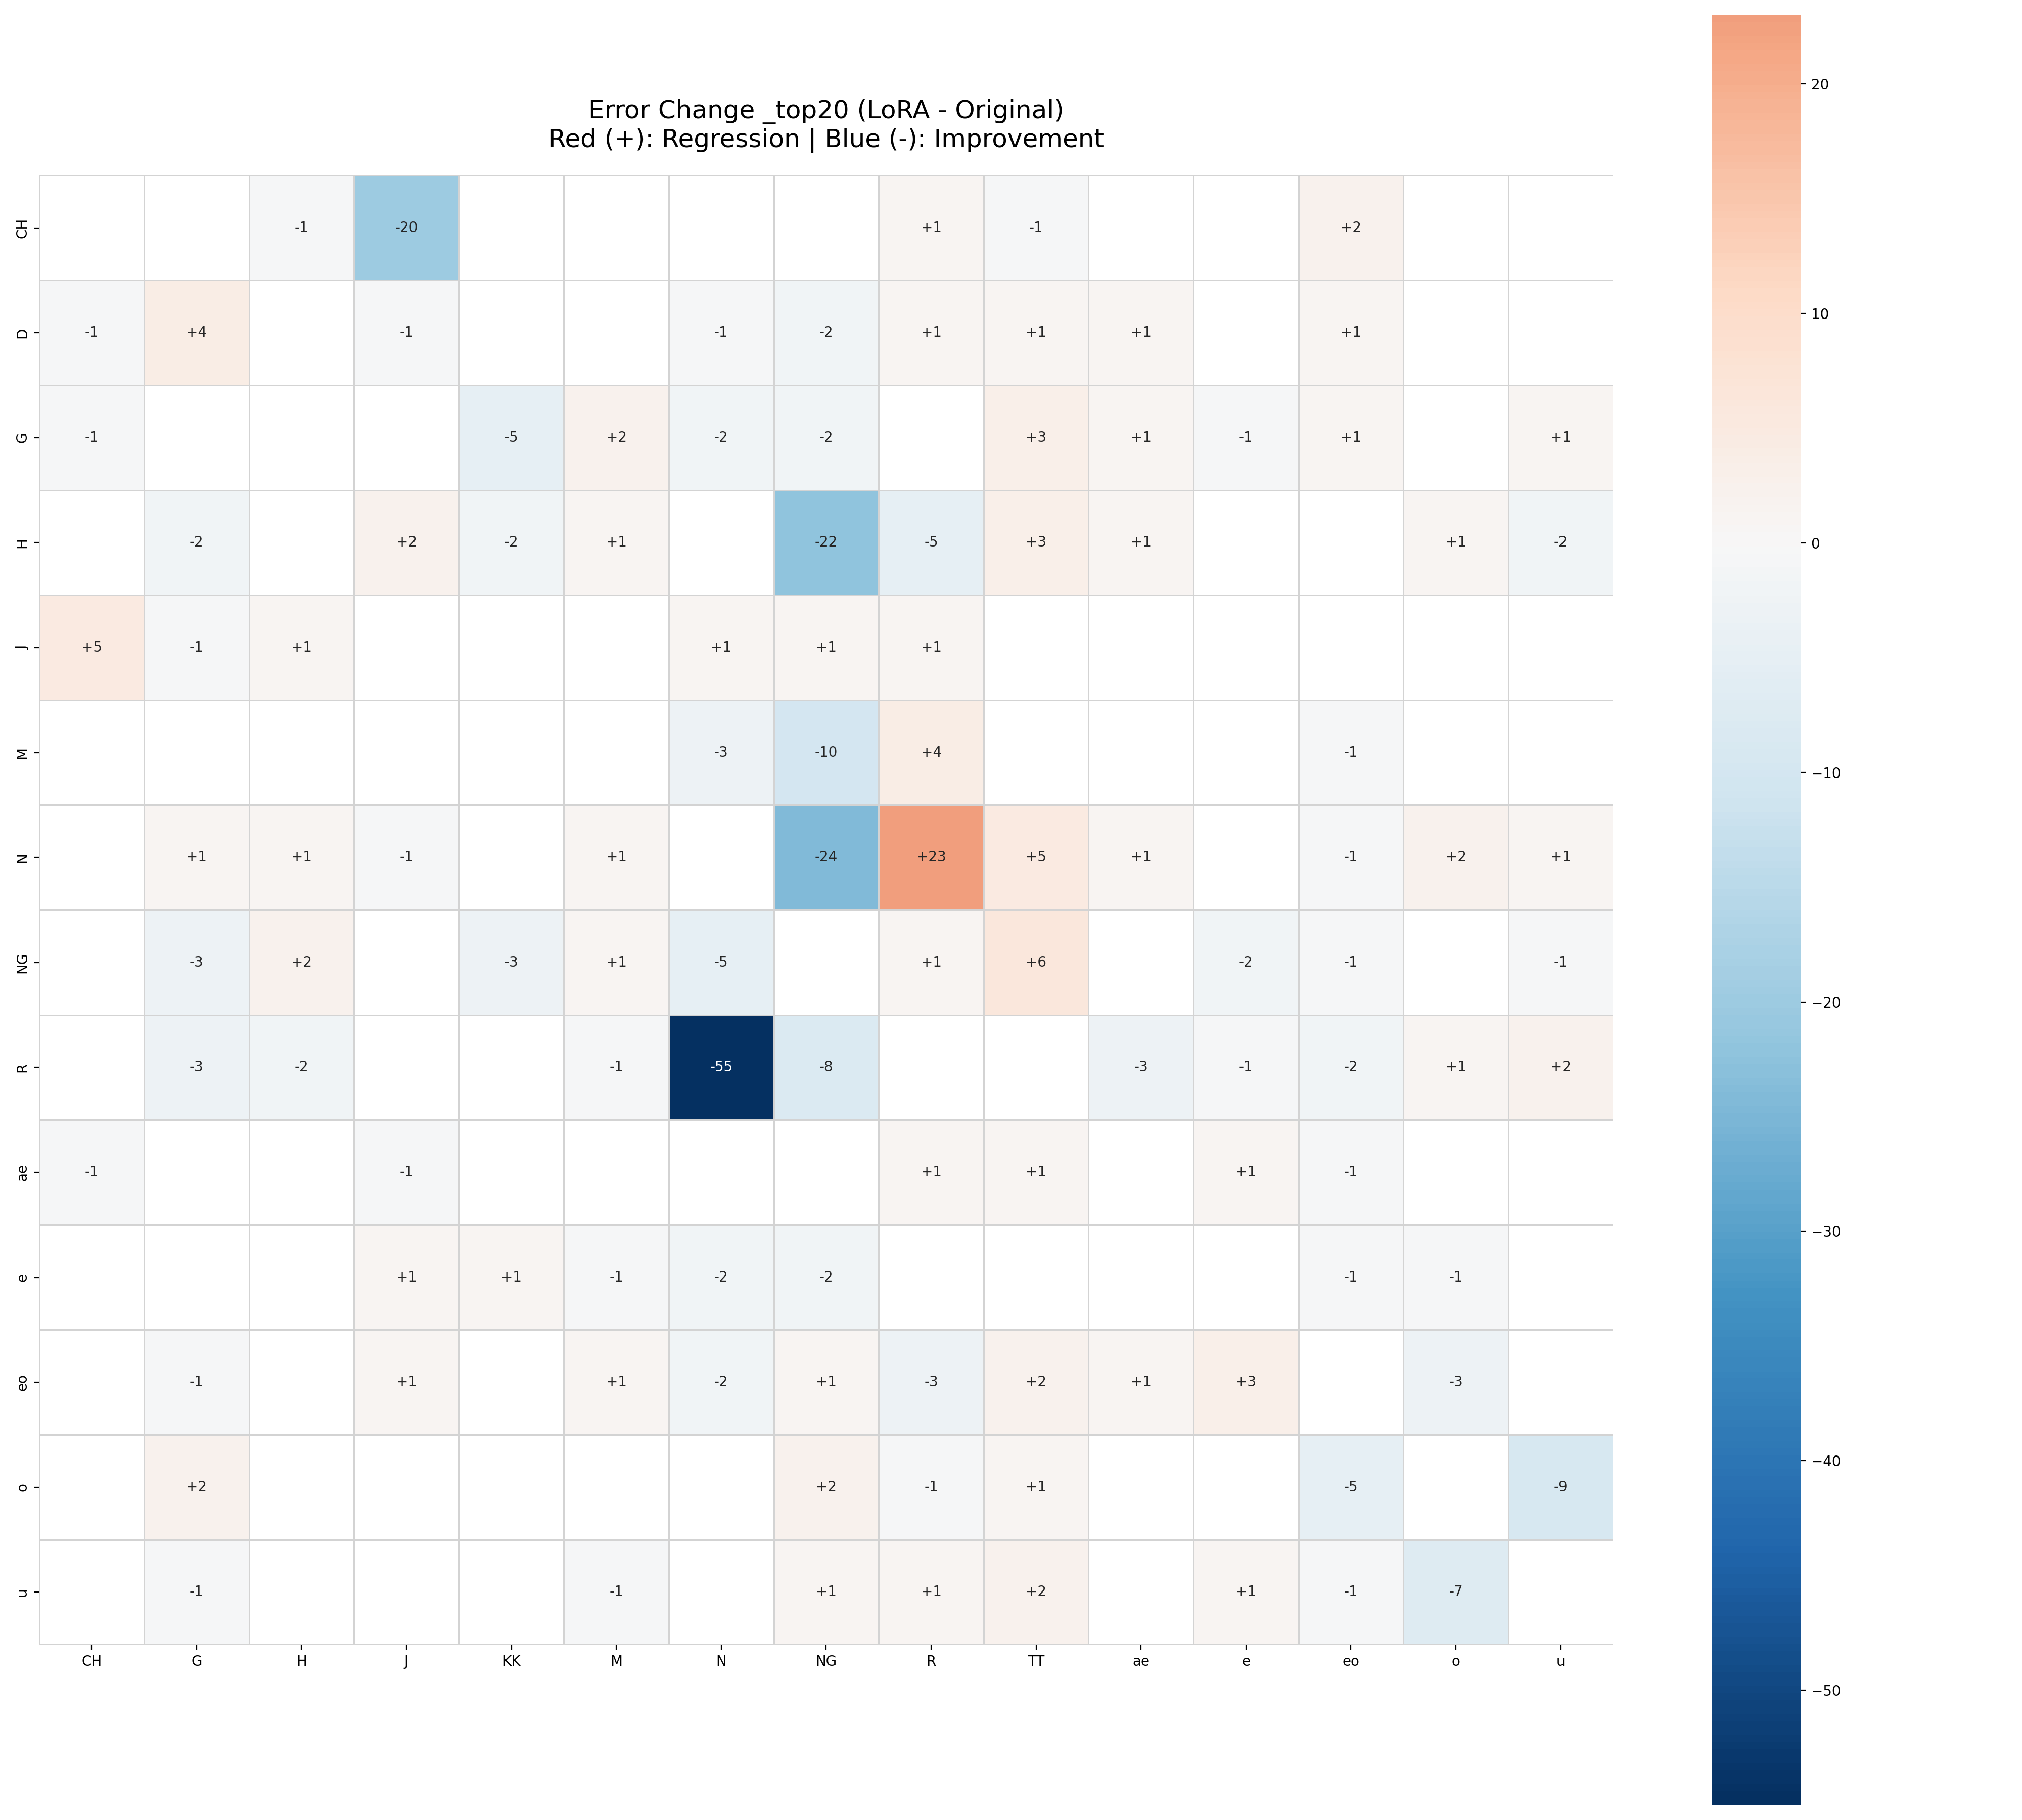 Error Change _top20 (LoRA - Original)
Red (+): Regression | Blue (-): Improvement
CH -1 -20 +1 -1 +2
D -1 +4 -1 -1 -2 +1 +1 +1 +1
G -1 -5 +2 -2 -2 +3 +1 -1 +1 +1
H -2 +2 -2 +1 -22 -5 +3 +1 +1 -2
J +5 -1 +1 +1 +1 +1
M -3 -10 +4 -1
N +1 +1 -1 +1 -24 +23 +5 +1 -1 +2 +1
NG -3 +2 -3 +1 -5 +1 +6 -2 -1 -1
R -3 -2 -1 -55 -8 -3 -1 -2 +1 +2
ae -1 -1 +1 +1 +1 -1
e +1 +1 -1 -2 -2 -1 -1
eo -1 +1 +1 -2 +1 -3 +2 +1 +3 -3
o +2 +2 -1 +1 -5 -9
u -1 -1 +1 +1 +2 +1 -1 -7
CH G H J KK M N NG R TT ae e eo o u
20
10
0
−10
−20
−30
−40
−50